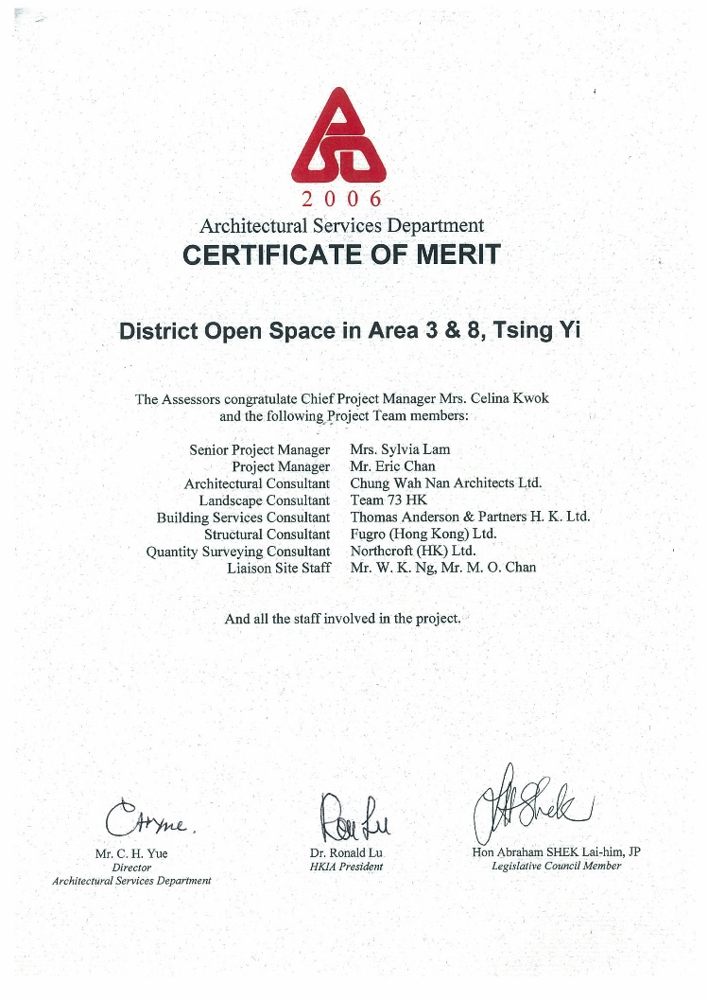 ASD
2006
Architectural Services Department
CERTIFICATE OF MERIT
District Open Space in Area 3 & 8, Tsing Yi
The Assessors congratulate Chief Project Manager Mrs. Celina Kwok
and the following Project Team members:
Senior Project Manager Mrs. Sylvia Lam
Project Manager Mr. Eric Chan
Architectural Consultant Chung Wah Nan Architects Ltd.
Landscape Consultant Team 73 HK
Building Services Consultant Thomas Anderson & Partners H. K. Ltd.
Structural Consultant Fugro (Hong Kong) Ltd.
Quantity Surveying Consultant Northcroft (HK) Ltd.
Liaison Site Staff Mr. W. K. Ng, Mr. M. O. Chan
And all the staff involved in the project.
Mr. C. H. Yue
Director
Architectural Services Department
Dr. Ronald Lu
HKIA President
Hon Abraham SHEK Lai-him, JP
Legislative Council Member